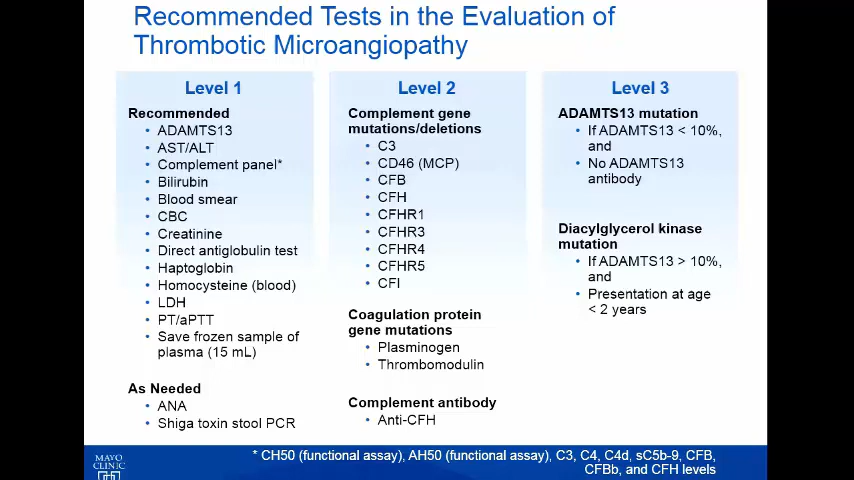 Recommended Tests in the Evaluation of
Thrombotic Microangiopathy
Level 1
Recommended
• ADAMTS13
• AST/ALT
• Complement panel*
• Bilirubin
• Blood smear
• CBC
• Creatinine
• Direct antiglobulin test
• Haptoglobin
• Homocysteine (blood)
• LDH
• PT/aPTT
• Save frozen sample of
plasma (15 mL)
As Needed
• ANA
• Shiga toxin stool PCR
Level 2
Complement gene
mutations/deletions
• C3
• CD46 (MCP)
• CFB
• CFH
• CFHR1
• CFHR3
• CFHR4
• CFHR5
• CFI
Coagulation protein
gene mutations
• Plasminogen
• Thrombomodulin
Complement antibody
• Anti-CFH
Level 3
ADAMTS13 mutation
• If ADAMTS13 < 10%,
and
• No ADAMTS13
antibody
Diacylglycerol kinase
mutation
• If ADAMTS13 > 10%,
and
• Presentation at age
< 2 years
MAYO
CLINIC
* CH50 (functional assay), AH50 (functional assay), C3, C4, C4d, sC5b-9, CFB,
CFBb, and CFH levels